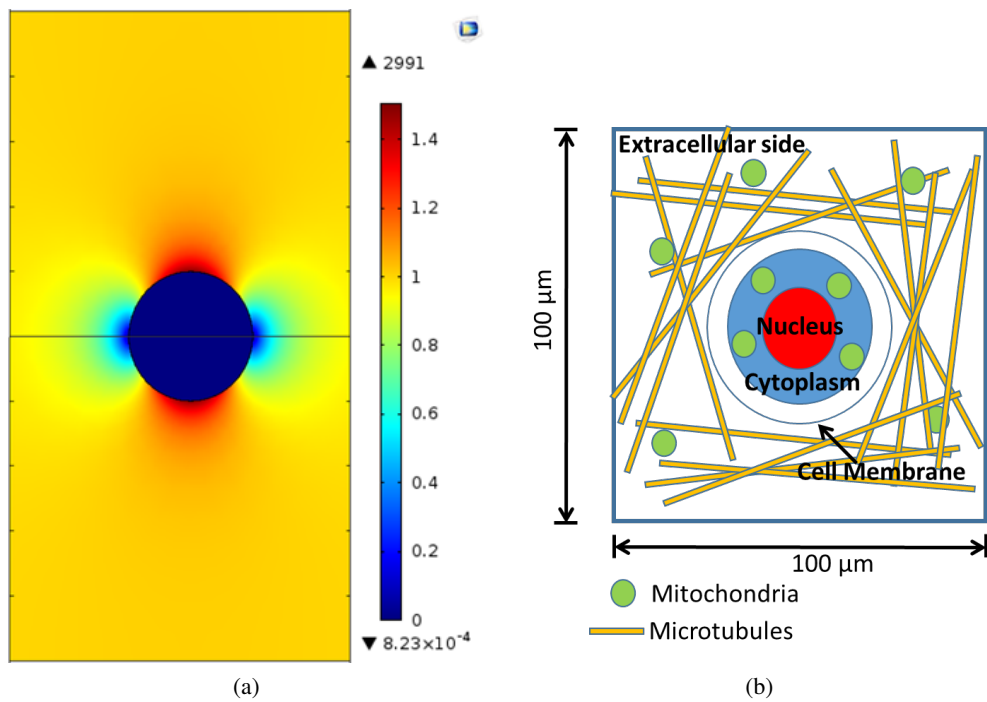 ▲ 2991
1.4
1.2
1
0.8
0.6
0.4
0.2
0
▼ 8.23×10⁻⁴
(a)
Extracellular side
Nucleus
Cytoplasm
Cell Membrane
100 µm
100 µm
Mitochondria
Microtubules
(b)